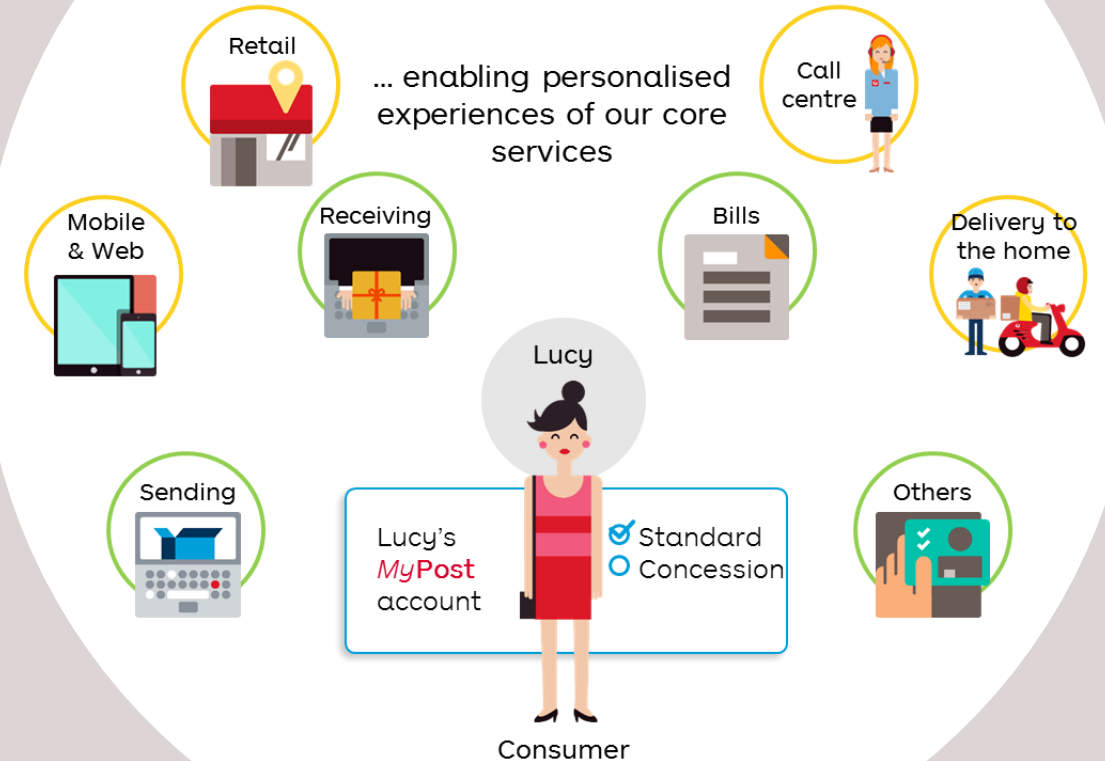 Retail
... enabling personalised
experiences of our core
services
Call
centre
Mobile
& Web
Receiving
Bills
Delivery to
the home
Lucy
Sending
Others
Lucy's
MyPost
account
Standard
Concession
Consumer